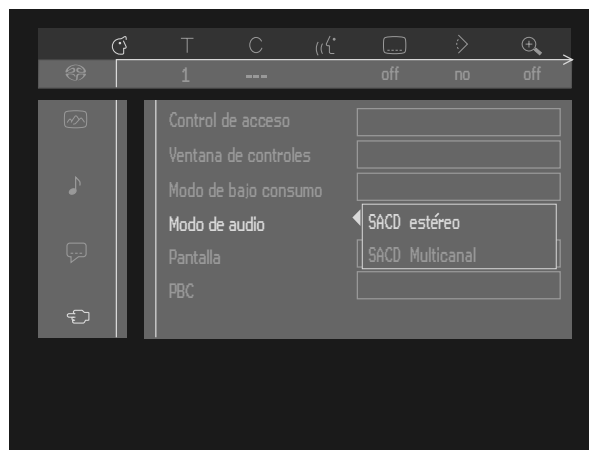 T C
1 --- off no off
Control de acceso
Ventana de controles
Modo de bajo consumo
Modo de audio
SACD estéreo
Pantalla
SACD Multicanal
PBC